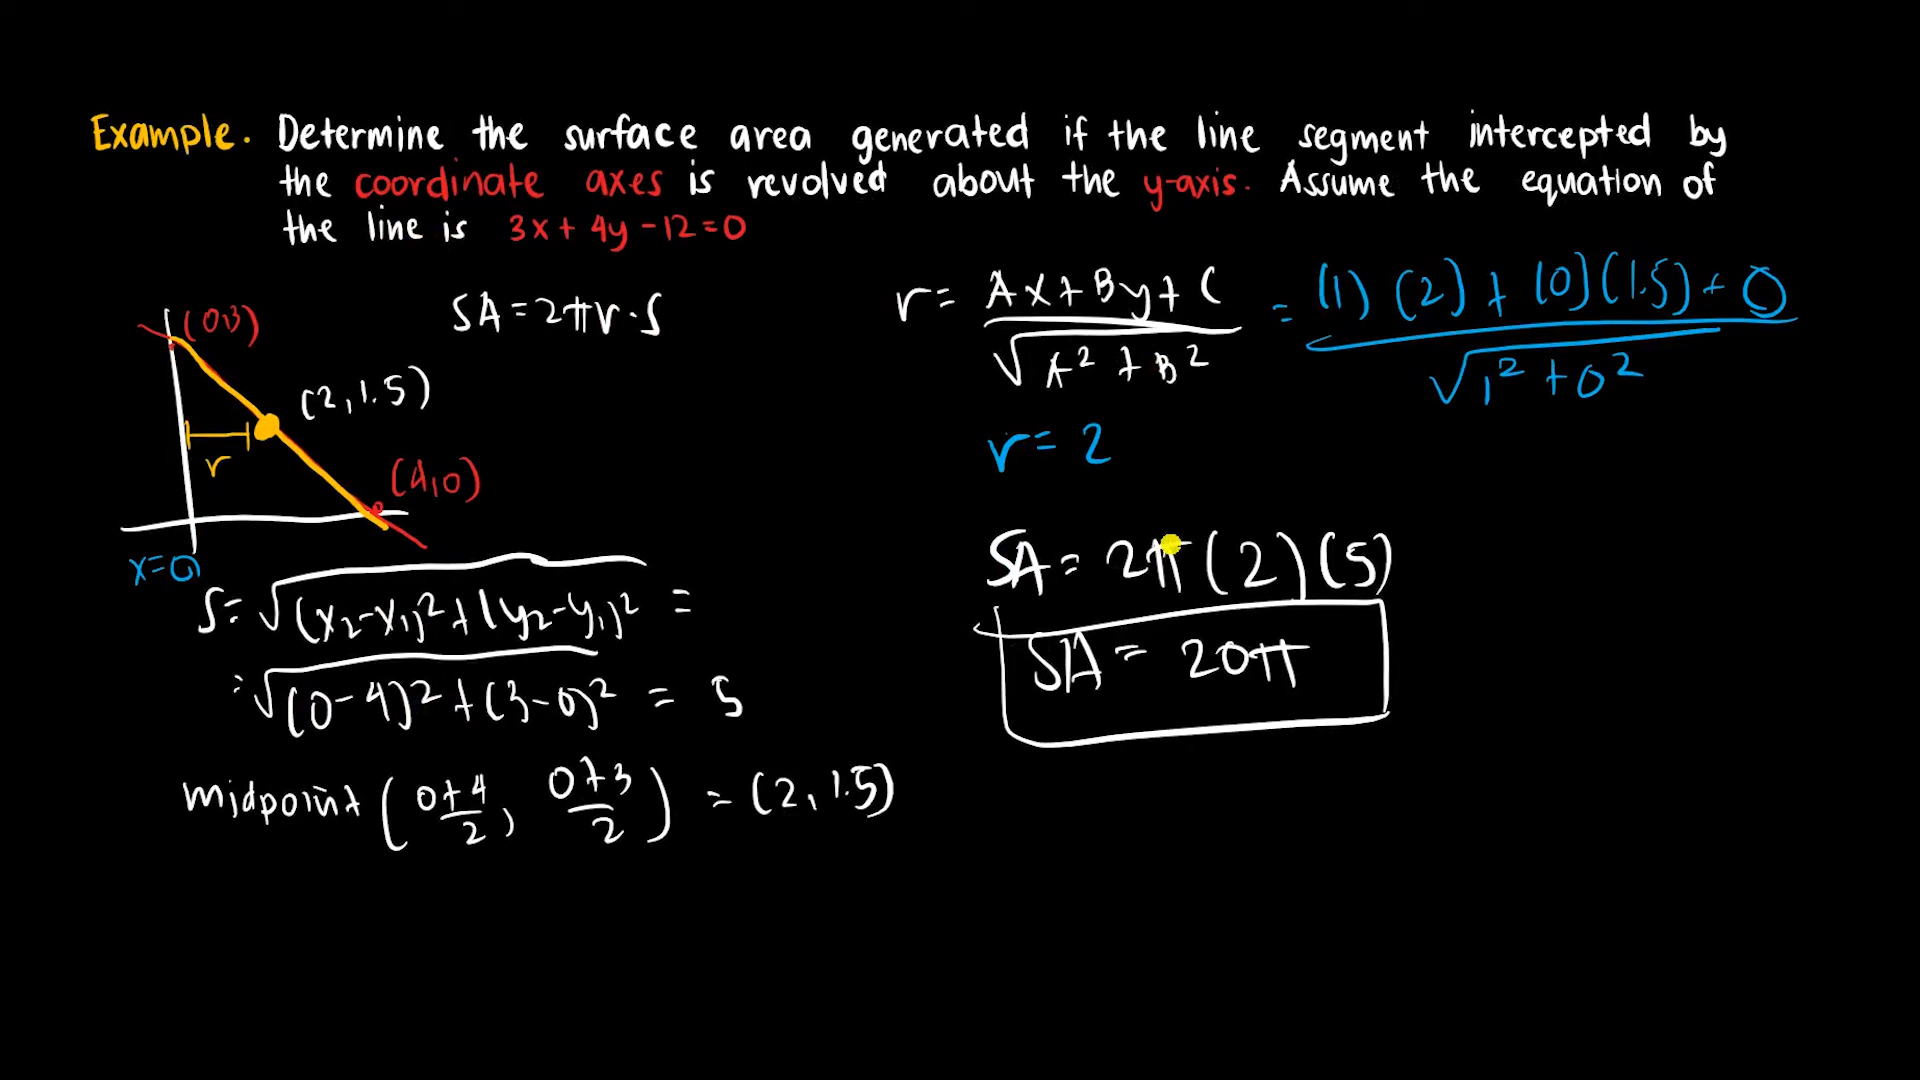 Example. Determine the surface area generated if the line segment intercepted by
the coordinate axes is revolved about the y-axis. Assume the equation of
the line is 3x + 4y - 12 = 0
(0,3)
SA = 2πr · S
(2, 1.5)
r
(4,0)
x=0
S = √(x₂-x₁)² + (y₂-y₁)² =
= √(0-4)² + (3-0)² = 5
midpoint (0+4/2, 0+3/2) = (2, 1.5)
r = Ax + By + C / √A² + B² = (1)(2) + (0)(1.5) + 0 / √1² + 0²
r = 2
SA = 2π(2)(5)
SA = 20π